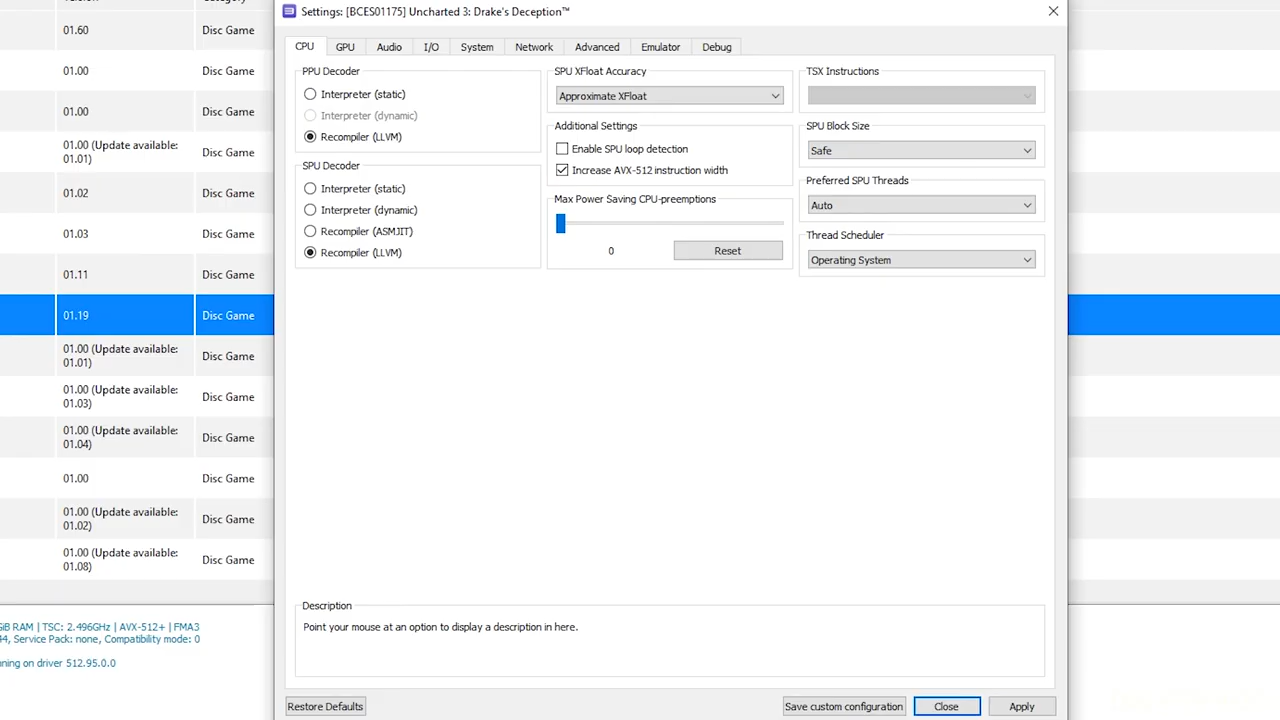 Settings: [BCES01175] Uncharted 3: Drake's Deception™
CPU GPU Audio I/O System Network Advanced Emulator Debug
PPU Decoder
Interpreter (static)
Interpreter (dynamic)
Recompiler (LLVM)
SPU Decoder
Interpreter (static)
Interpreter (dynamic)
Recompiler (ASMJIT)
Recompiler (LLVM)
SPU XFloat Accuracy
Approximate XFloat
Additional Settings
Enable SPU loop detection
Increase AVX-512 instruction width
Max Power Saving CPU-preemptions
0
Reset
TSX Instructions
SPU Block Size
Safe
Preferred SPU Threads
Auto
Thread Scheduler
Operating System
Description
Point your mouse at an option to display a description in here.
Restore Defaults
Save custom configuration
Close
Apply
01.60 Disc Game
01.00 Disc Game
01.00 Disc Game
01.00 (Update available:
01.01) Disc Game
01.02 Disc Game
01.03 Disc Game
01.11 Disc Game
01.19 Disc Game
01.00 (Update available:
01.01) Disc Game
01.00 (Update available:
01.03) Disc Game
01.00 (Update available:
01.04) Disc Game
01.00 Disc Game
01.00 (Update available:
01.02) Disc Game
01.00 (Update available:
01.08) Disc Game
RAM | TSC: 2.496GHz | AVX-512+ | FMA3
Service Pack: none, Compatibility mode: 0
on driver 512.95.0.0